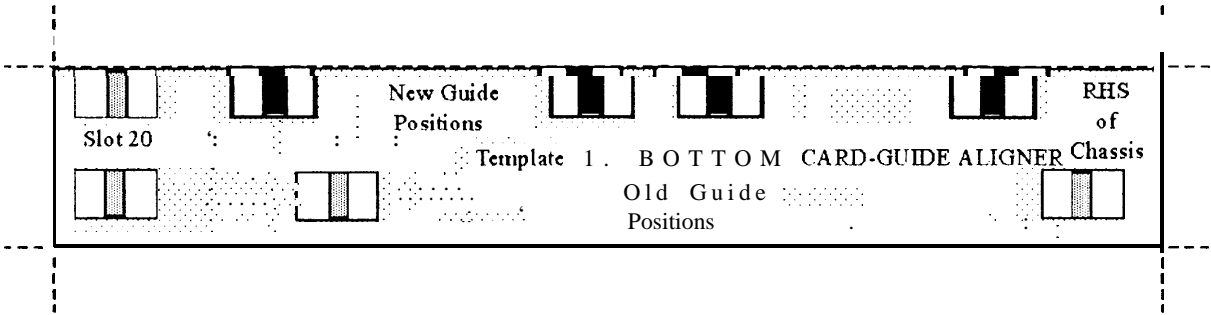 New Guide
Positions
RHS
of
Chassis
Slot 20
Template 1. BOTTOM CARD-GUIDE ALIGNER
Old Guide
Positions